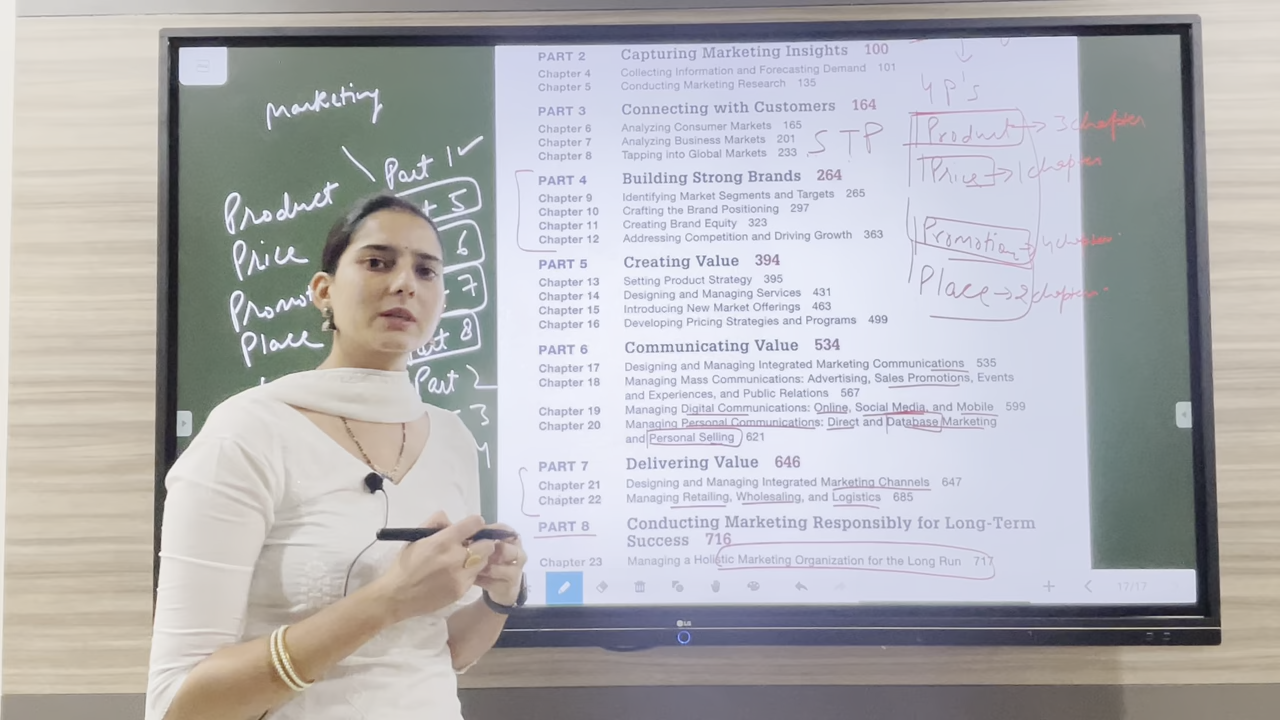 Marketing
Part 1 ✓
Product
5
Price
6
7
Place
Part 8
Part 2
3
4
PART 2 Capturing Marketing Insights 100
Chapter 4 Collecting Information and Forecasting Demand 101
Chapter 5 Conducting Marketing Research 135
PART 3 Connecting with Customers 164
Chapter 6 Analyzing Consumer Markets 165
Chapter 7 Analyzing Business Markets 201
Chapter 8 Tapping into Global Markets 233
STP
PART 4 Building Strong Brands 264
Chapter 9 Identifying Market Segments and Targets 265
Chapter 10 Crafting the Brand Positioning 297
Chapter 11 Creating Brand Equity 323
Chapter 12 Addressing Competition and Driving Growth 363
PART 5 Creating Value 394
Chapter 13 Setting Product Strategy 395
Chapter 14 Designing and Managing Services 431
Chapter 15 Introducing New Market Offerings 463
Chapter 16 Developing Pricing Strategies and Programs 499
PART 6 Communicating Value 534
Chapter 17 Designing and Managing Integrated Marketing Communications 535
Chapter 18 Managing Mass Communications: Advertising, Sales Promotions, Events
and Experiences, and Public Relations 567
Chapter 19 Managing Digital Communications: Online, Social Media, and Mobile 599
Chapter 20 Managing Personal Communications: Direct and Database Marketing
and Personal Selling 621
PART 7 Delivering Value 646
Chapter 21 Designing and Managing Integrated Marketing Channels 647
Chapter 22 Managing Retailing, Wholesaling, and Logistics 685
PART 8 Conducting Marketing Responsibly for Long-Term
Success 716
Chapter 23 Managing a Holistic Marketing Organization for the Long Run 717
4P's
Product → 3 chapter
Price → 1 chapter
Promotion → 4 chapter
Place → 2 chapter
17/17
LG